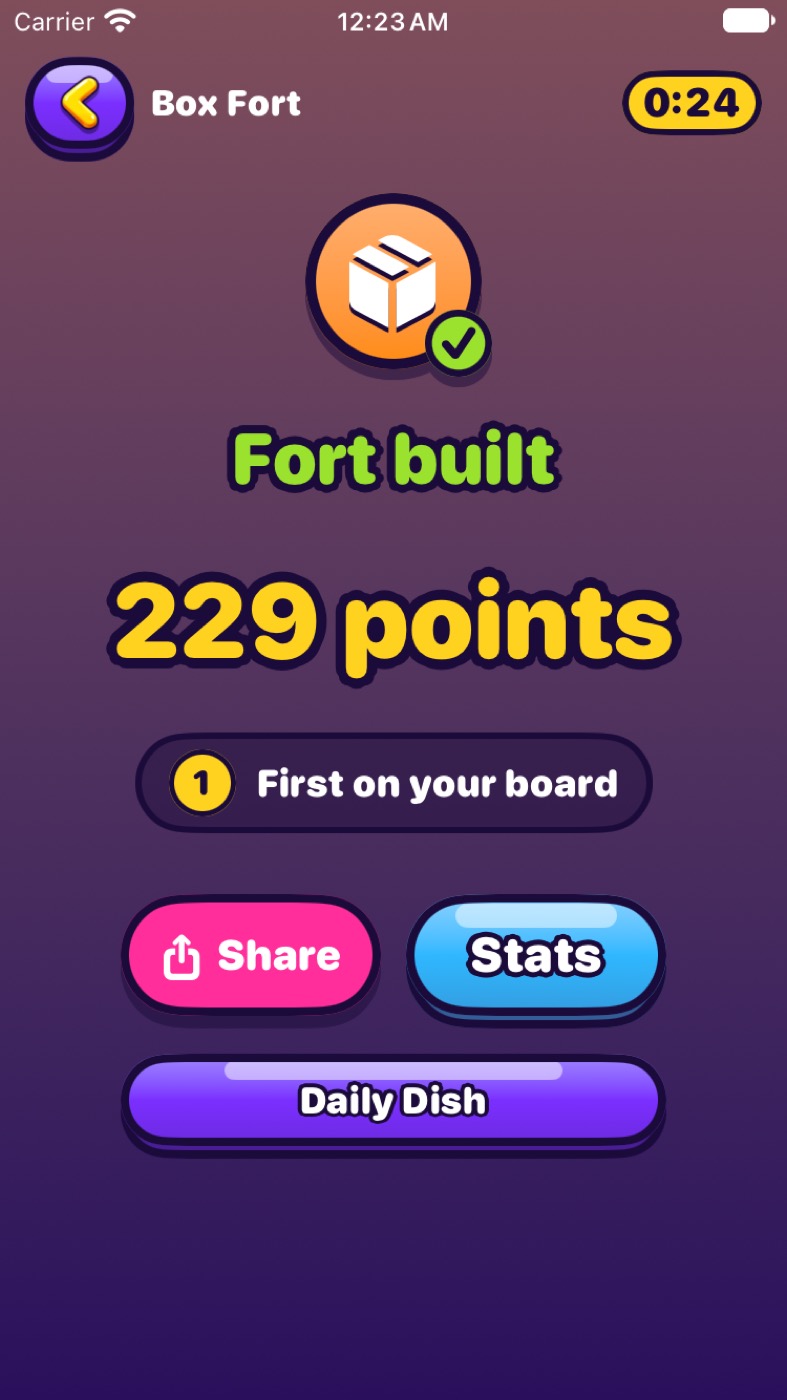 Carrier 12:23 AM
Box Fort
0:24
Fort built
229 points
1 First on your board
Share
Stats
Daily Dish